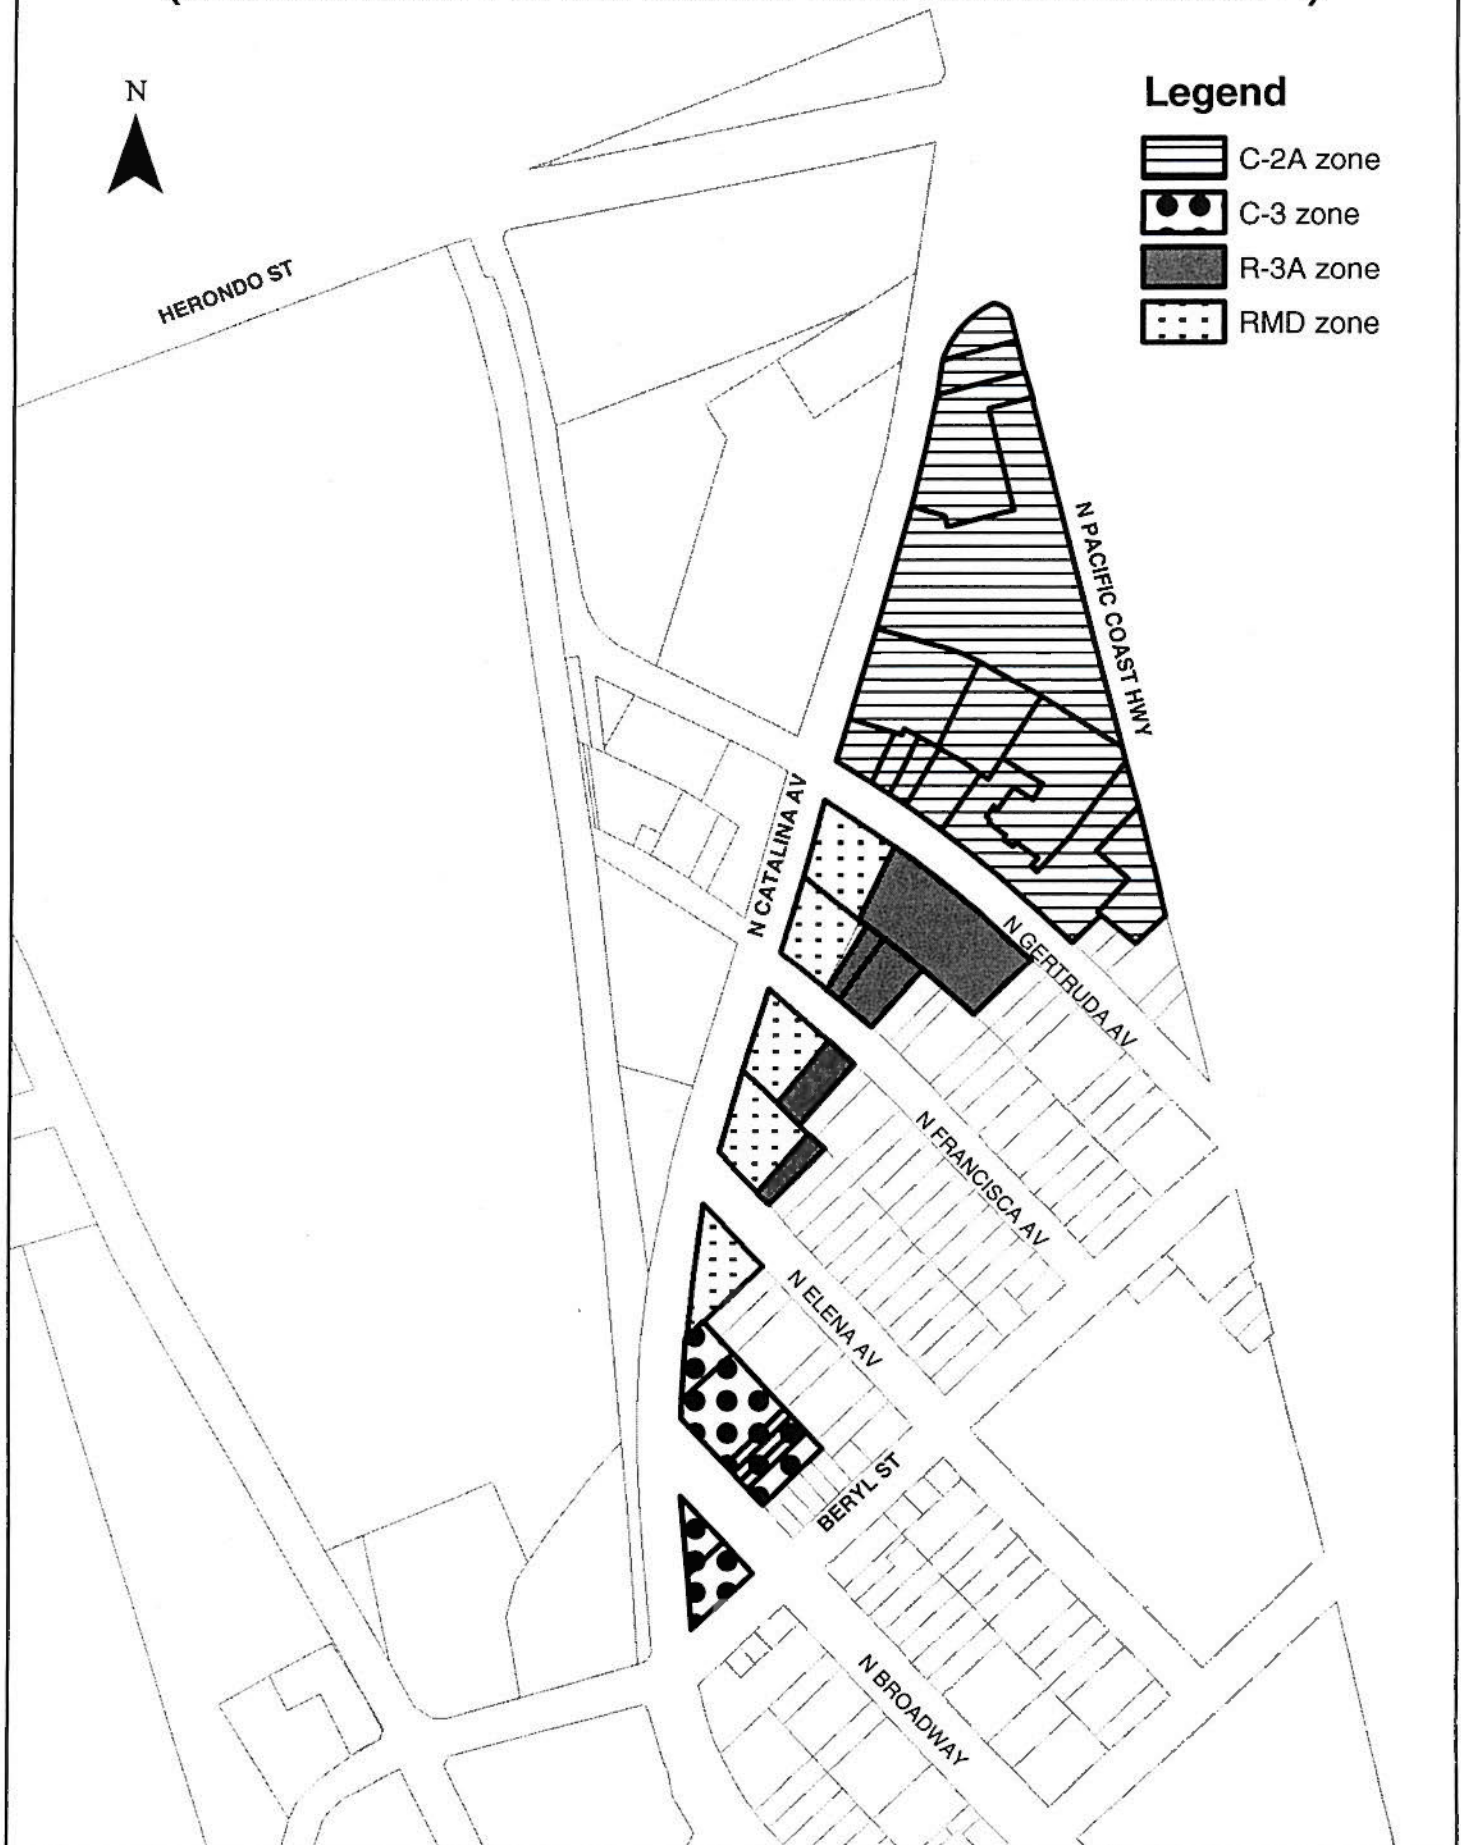 N
Legend
C-2A zone
C-3 zone
R-3A zone
RMD zone
HERONDO ST
N PACIFIC COAST HWY
N CATALINA AV
N GERTRUDA AV
N FRANCISCA AV
N ELENA AV
BERYL ST
N BROADWAY